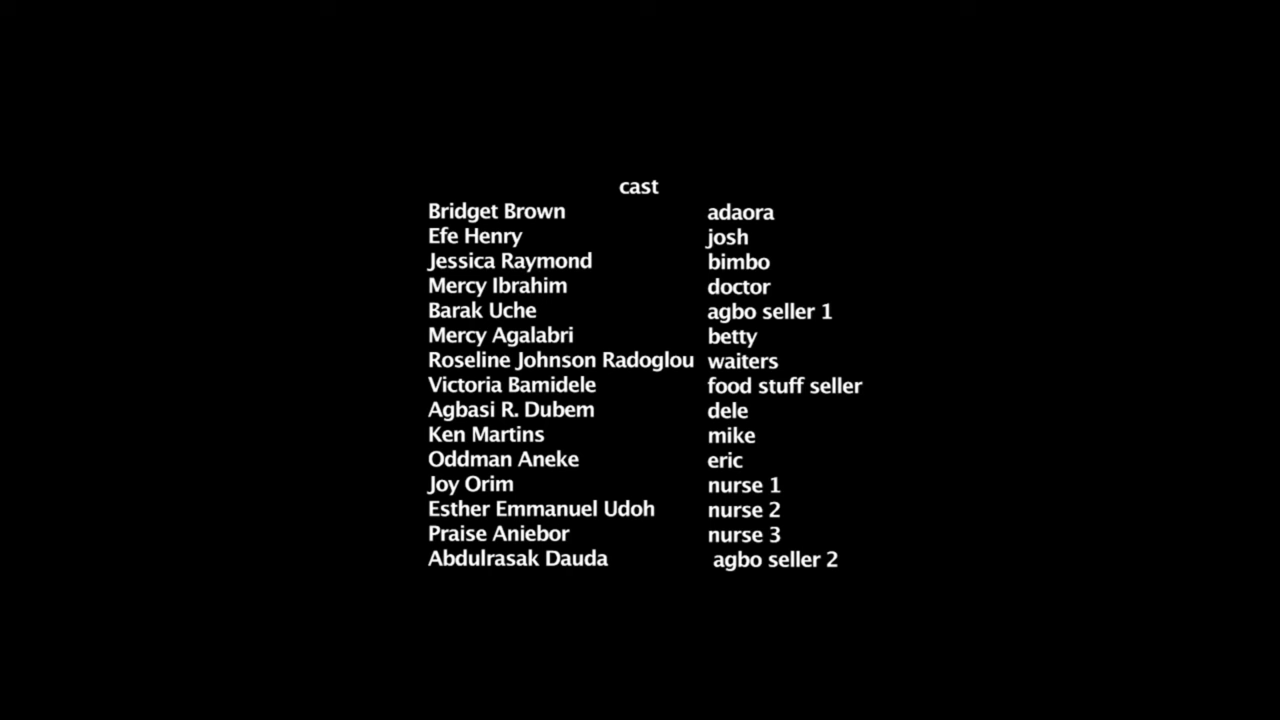 cast
Bridget Brown adaora
Efe Henry josh
Jessica Raymond bimbo
Mercy Ibrahim doctor
Barak Uche agbo seller 1
Mercy Agalabri betty
Roseline Johnson Radoglou waiters
Victoria Bamidele food stuff seller
Agbasi R. Dubem dele
Ken Martins mike
Oddman Aneke eric
Joy Orim nurse 1
Esther Emmanuel Udoh nurse 2
Praise Aniebor nurse 3
Abdulrasak Dauda agbo seller 2